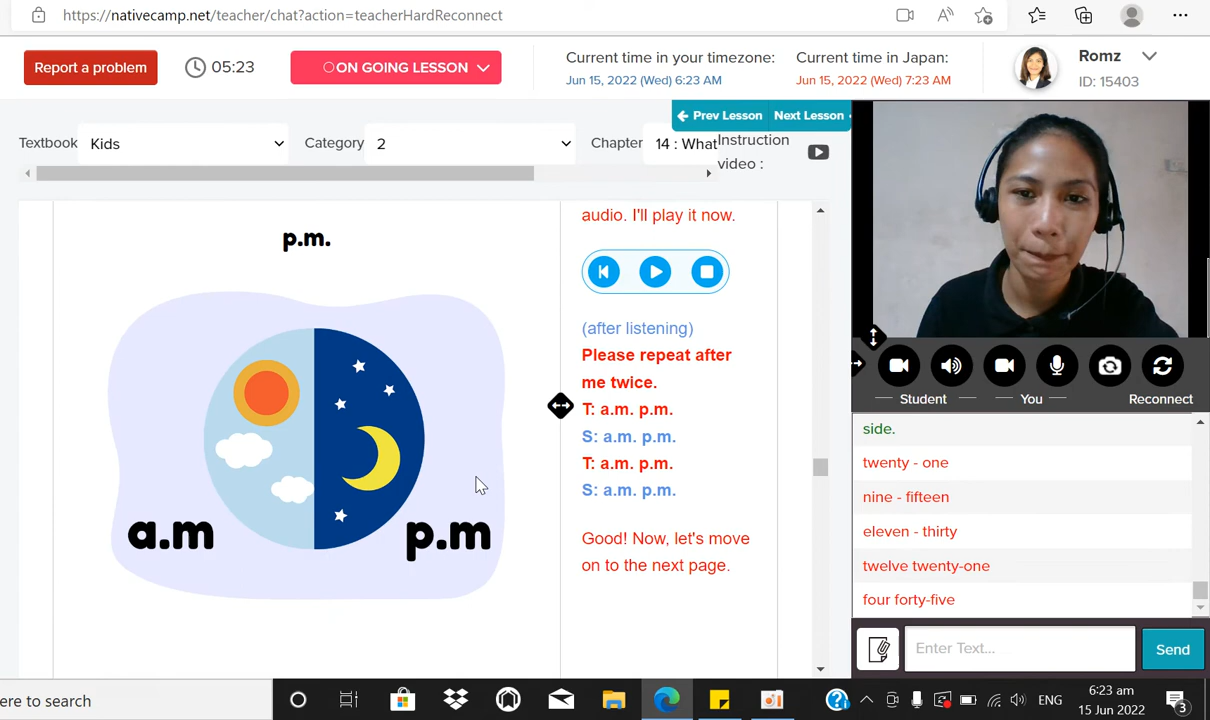 https://nativecamp.net/teacher/chat?action=teacherHardReconnect
Report a problem
05:23
ON GOING LESSON
Current time in your timezone:
Jun 15, 2022 (Wed) 6:23 AM
Current time in Japan:
Jun 15, 2022 (Wed) 7:23 AM
Romz
ID: 15403
Prev Lesson
Next Lesson
Textbook
Kids
Category
2
Chapter
14 : What
Instruction
video :
audio. I'll play it now.
p.m.
(after listening)
Please repeat after
me twice.
T: a.m. p.m.
S: a.m. p.m.
T: a.m. p.m.
S: a.m. p.m.
Good! Now, let's move
on to the next page.
a.m
p.m
Student
You
Reconnect
side.
twenty - one
nine - fifteen
eleven - thirty
twelve twenty-one
four forty-five
Enter Text...
Send
ere to search
ENG
6:23 am
15 Jun 2022
3